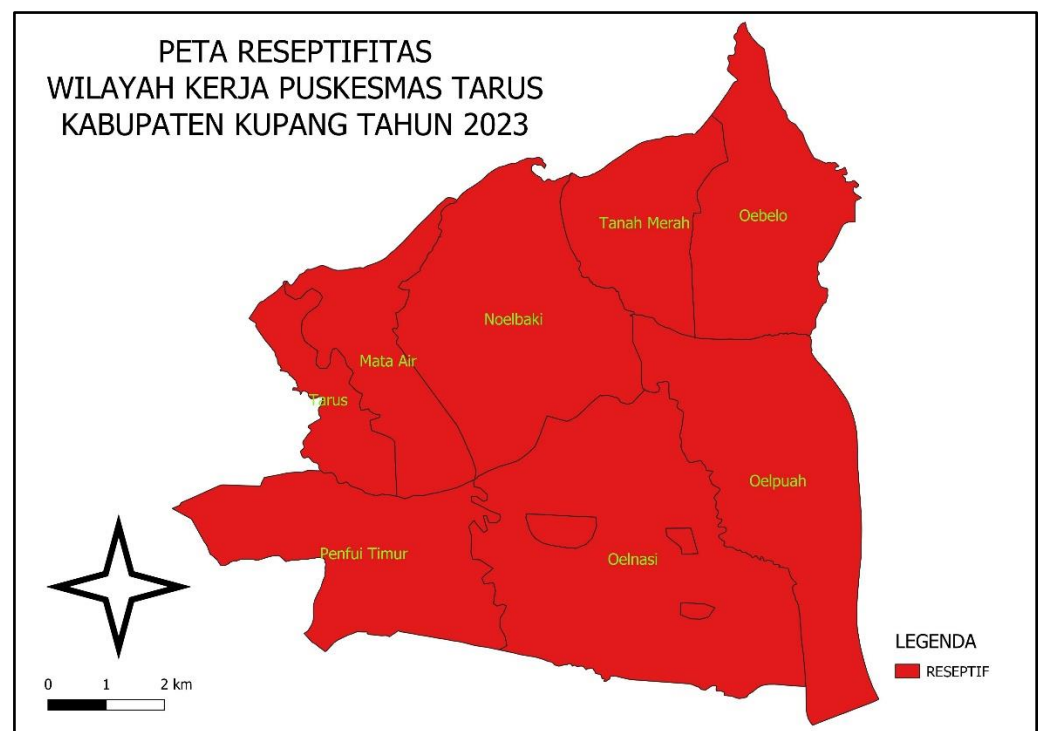 PETA RESEPTIFITAS
WILAYAH KERJA PUSKESMAS TARUS
KABUPATEN KUPANG TAHUN 2023
Oebelo
Tanah Merah
Noelbaki
Mata Air
Tarus
Oelpuah
Penfui Timur
Oelnasi
LEGENDA
RESEPTIF
0 1 2 km